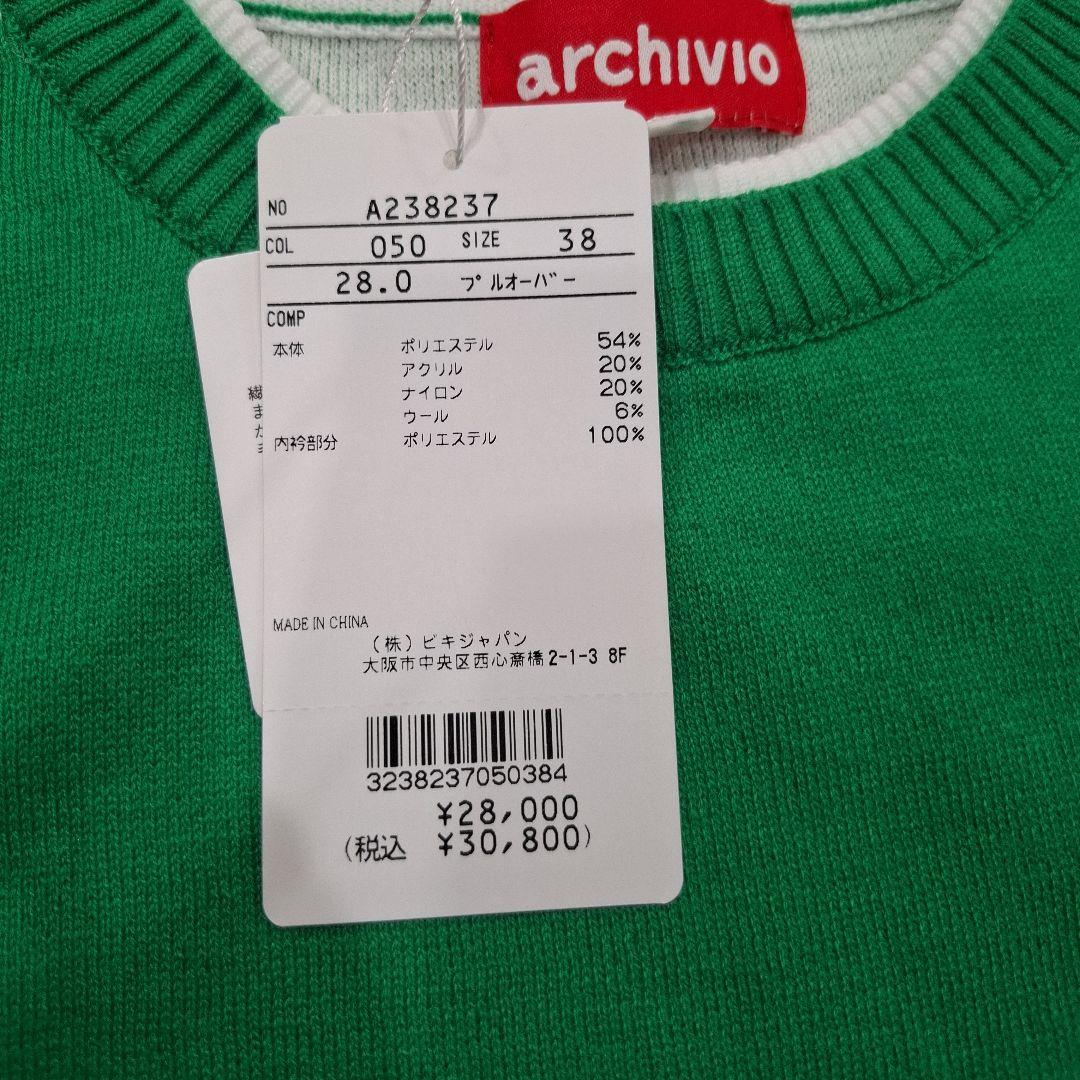 archivio
NO A238237
COL 050 SIZE 38
28.0 プルオーバー
COMP
本体 ポリエステル 54%
アクリル 20%
ナイロン 20%
ウール 6%
内衿部分 ポリエステル 100%
MADE IN CHINA
(株)ビキジャパン
大阪市中央区西心斎橋2-1-3 8F
3238237050384
¥28,000
(税込 ¥30,800)